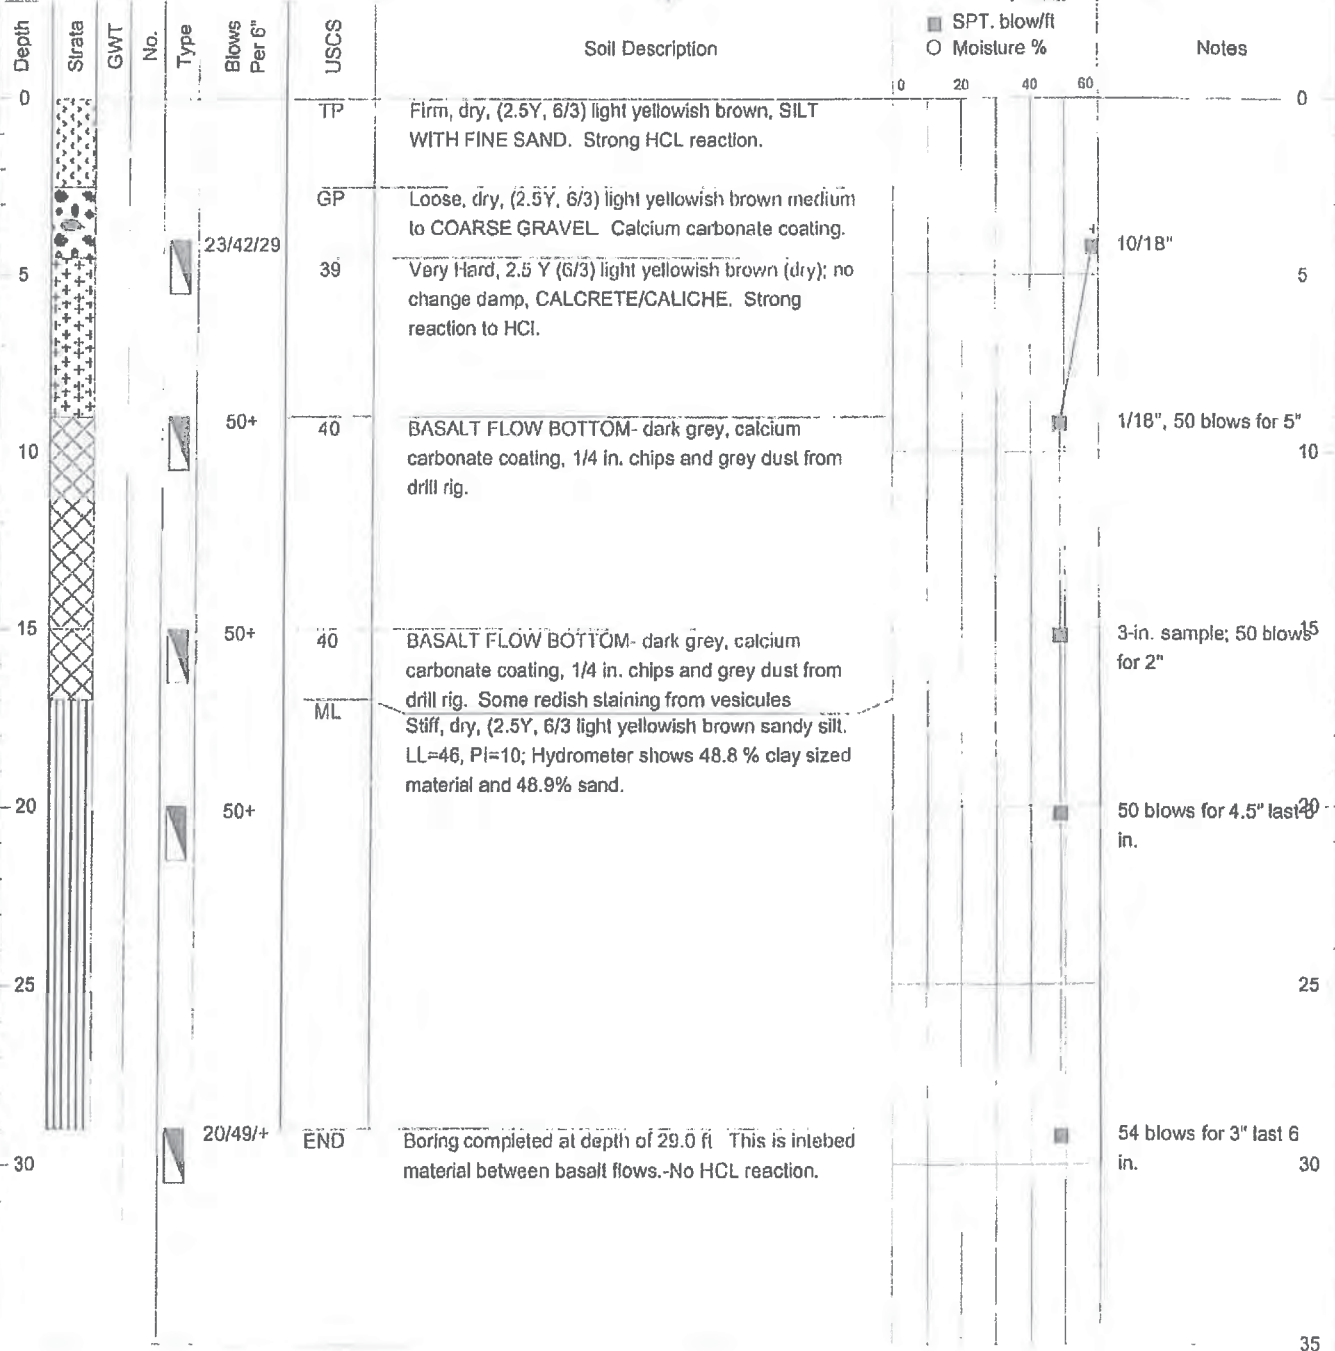 Depth Strata GWT No. Type Blows Per 6" USCS Soil Description SPT. blow/ft Notes
O Moisture %
0 20 40 60
0 TP Firm, dry, (2.5Y, 6/3) light yellowish brown, SILT 0
WITH FINE SAND. Strong HCL reaction.
GP Loose, dry, (2.5Y, 6/3) light yellowish brown medium
to COARSE GRAVEL Calcium carbonate coating.
23/42/29 10/18"
5 39 Very Hard, 2.5 Y (6/3) light yellowish brown (dry); no 5
change damp, CALCRETE/CALICHE. Strong
reaction to HCl.
50+ 40 BASALT FLOW BOTTOM- dark grey, calcium 1/18", 50 blows for 5"
10 carbonate coating, 1/4 in. chips and grey dust from 10
drill rig.
15 50+ 40 BASALT FLOW BOTTOM- dark grey, calcium 3-in. sample; 50 blows 15
carbonate coating, 1/4 in. chips and grey dust from for 2"
drill rig. Some redish staining from vesicules
ML Stiff, dry, (2.5Y, 6/3 light yellowish brown sandy silt.
LL=46, PI=10; Hydrometer shows 48.8 % clay sized
material and 48.9% sand.
20 50+ 50 blows for 4.5" last 20
in.
25 25
20/49/+ END Boring completed at depth of 29.0 ft This is intebed 54 blows for 3" last 6
30 material between basalt flows.-No HCL reaction. in. 30
35